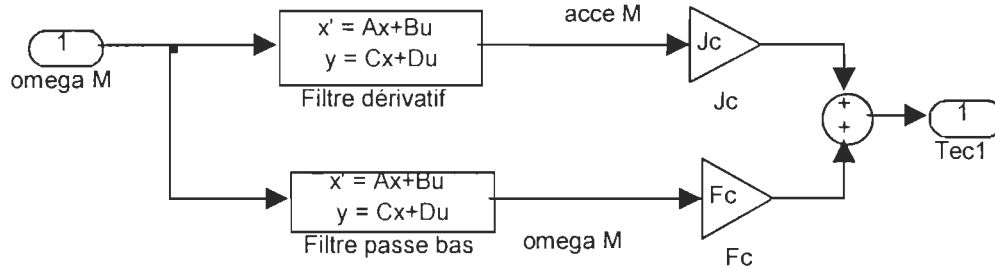 1
omega M
x' = Ax+Bu
y = Cx+Du
Filtre dérivatif
acce M
Jc
Jc
x' = Ax+Bu
y = Cx+Du
Filtre passe bas
omega M
Fc
Fc
+
+
1
Tec1